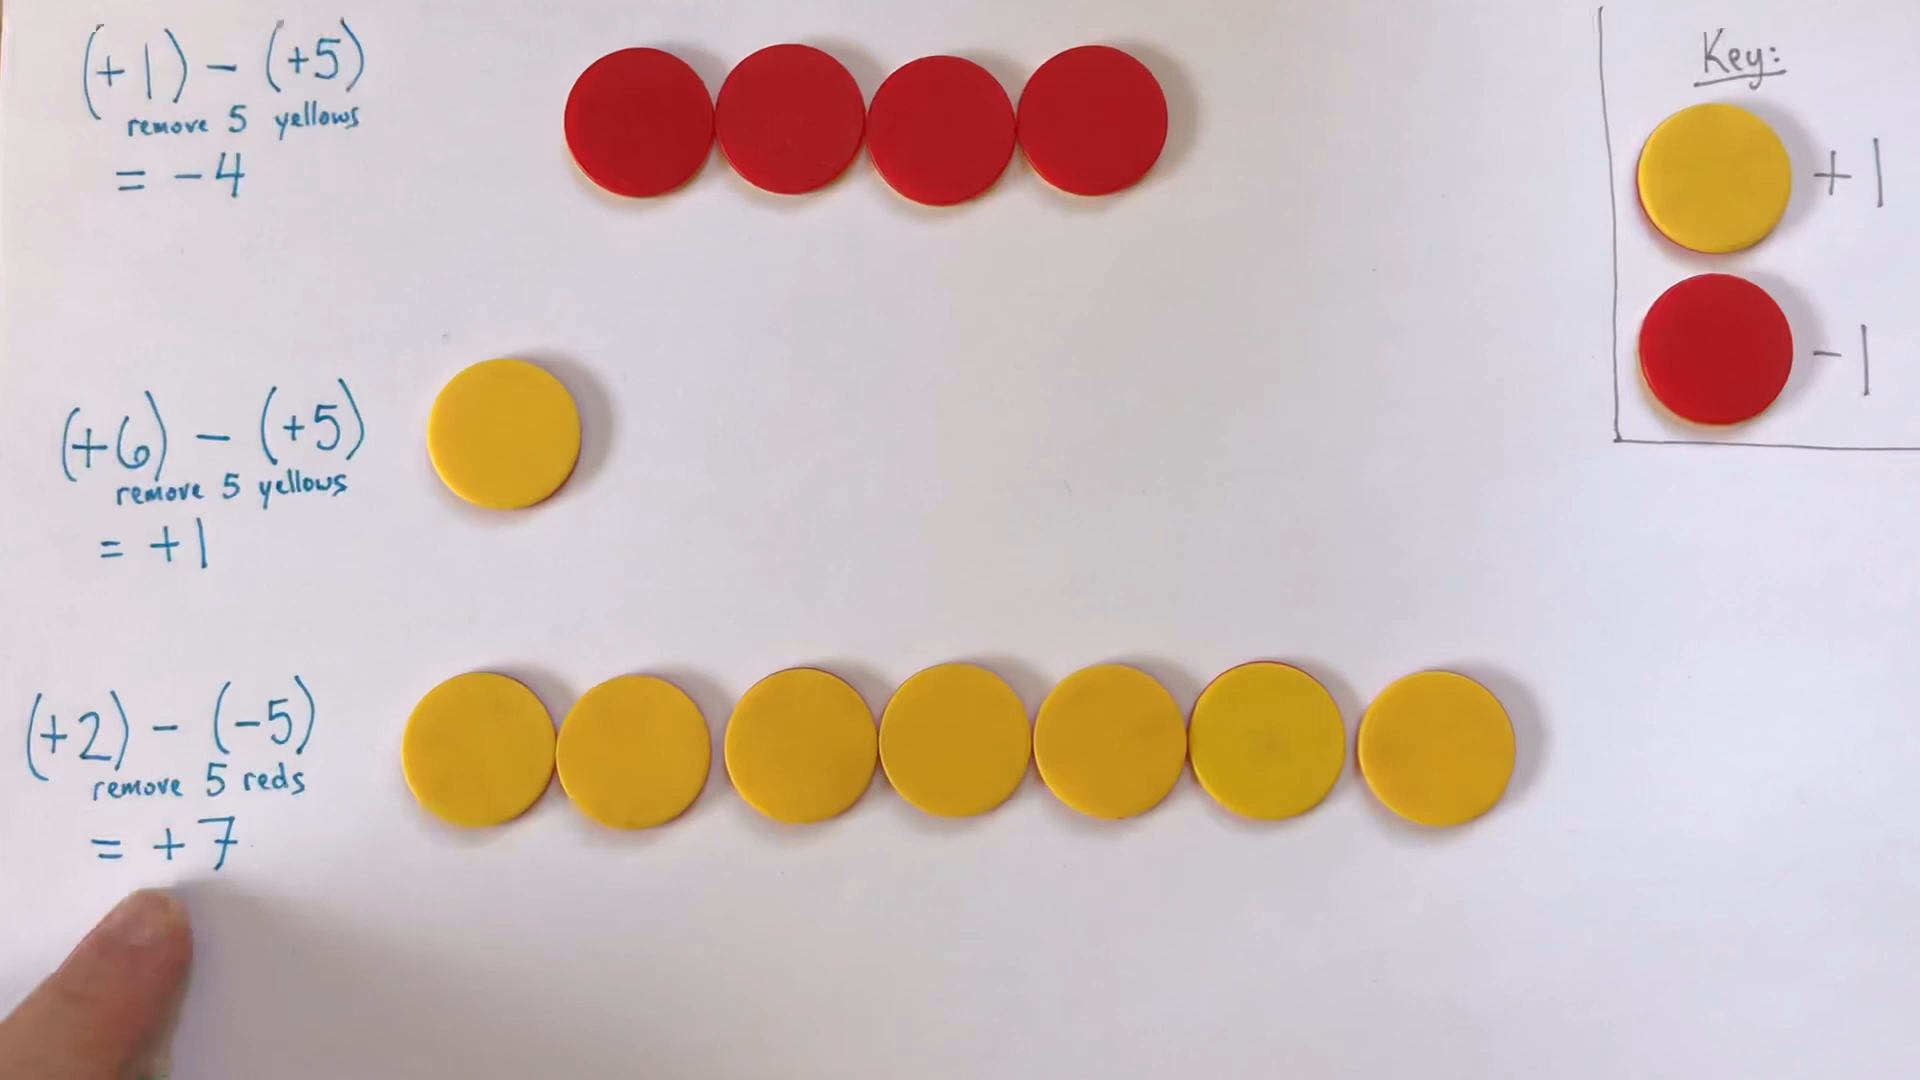 (+1) - (+5)
remove 5 yellows
= -4
(+6) - (+5)
remove 5 yellows
= +1
(+2) - (-5)
remove 5 reds
= +7
Key:
+1
-1